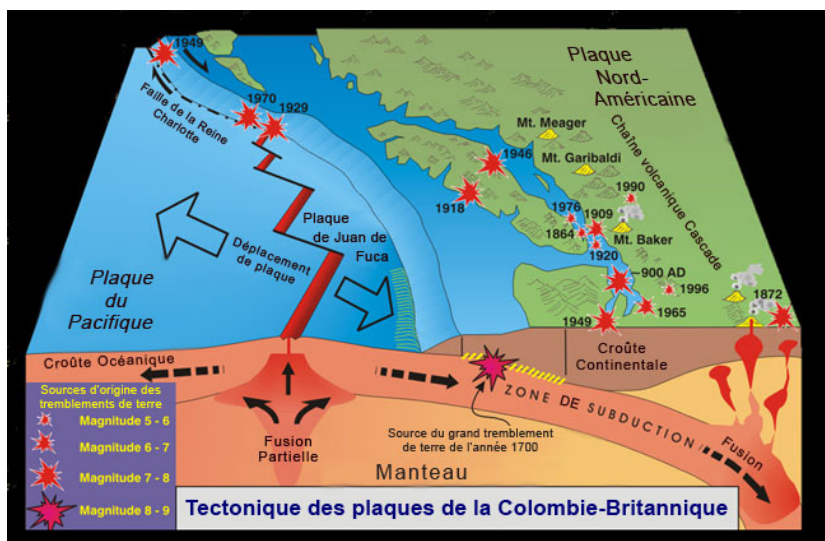 1949
Faille de la Reine
Charlotte
1970
1929
Plaque
Nord-
Américaine
Chaîne volcanique Cascade
Mt. Meager
Mt. Garibaldi
1946
1918
1990
1976
1909
1864
Mt. Baker
1920
~900 AD
1996
1872
1965
1949
Plaque
de Juan de
Fuca
Déplacement
de plaque
Plaque
du
Pacifique
Croûte Océanique
Croûte
Continentale
ZONE DE SUBDUCTION
Sources d'origine des
tremblements de terre
Magnitude 5 - 6
Magnitude 6 - 7
Magnitude 7 - 8
Magnitude 8 - 9
Fusion
Partielle
Source du grand tremblement
de terre de l'année 1700
Fusion
Manteau
Tectonique des plaques de la Colombie-Britannique